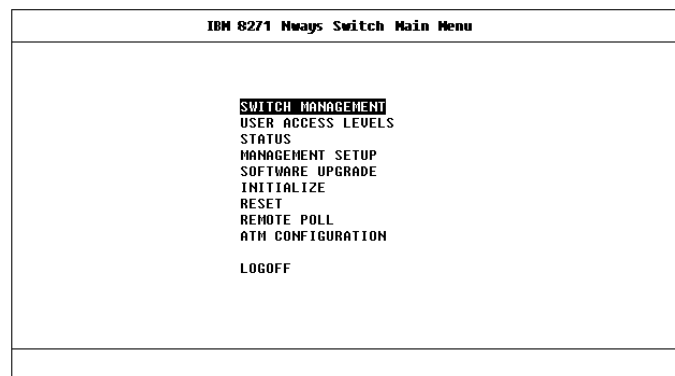 IBM 8271 Nways Switch Main Menu
SWITCH MANAGEMENT
USER ACCESS LEVELS
STATUS
MANAGEMENT SETUP
SOFTWARE UPGRADE
INITIALIZE
RESET
REMOTE POLL
ATM CONFIGURATION
LOGOFF